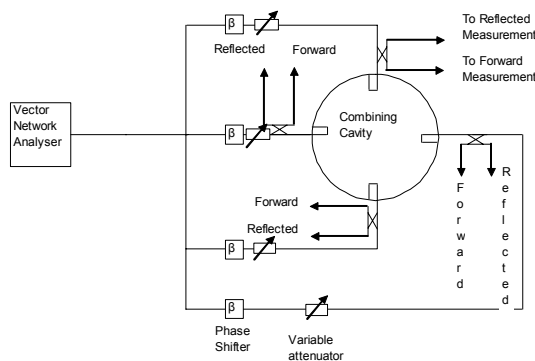 β
To Reflected
Measurement
Reflected
Forward
To Forward
Measurement
Vector
Network
Analyser
β
Combining
Cavity
Forward
Reflected
Forward
Reflected
β
β
Phase
Shifter
Variable
attenuator